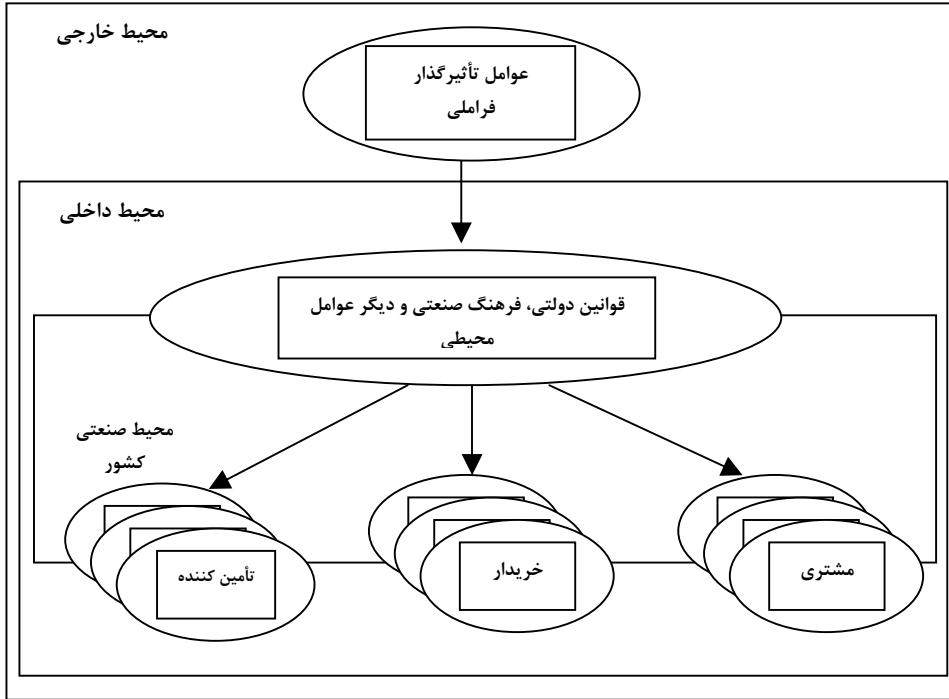 محیط خارجی
عوامل تأثیرگذار
فراملی
محیط داخلی
قوانین دولتی، فرهنگ صنعتی و دیگر عوامل
محیطی
محیط صنعتی
کشور
تأمین کننده
خریدار
مشتری